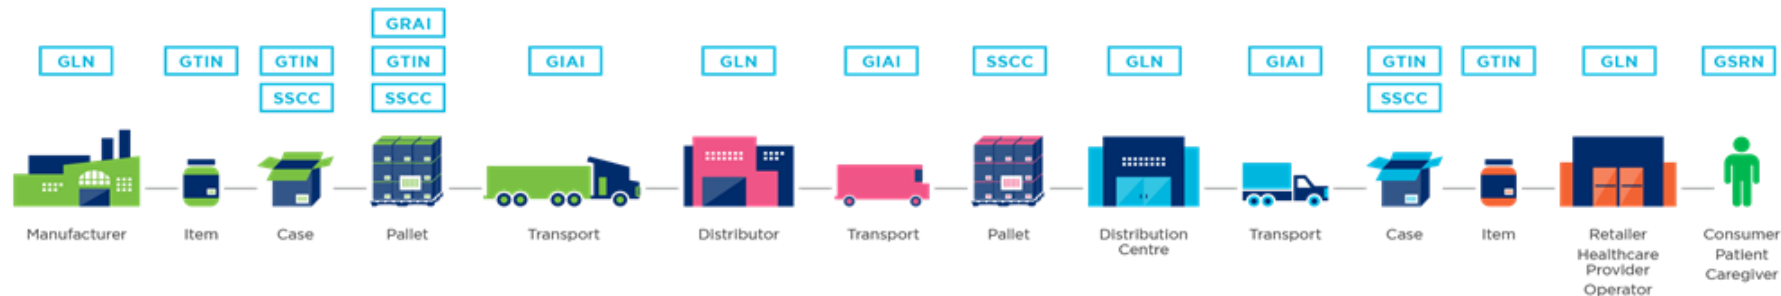 GRAI
GLN GTIN GTIN GTIN GIAI GLN GIAI SSCC GLN GIAI GTIN GTIN GLN GSRN
SSCC SSCC SSCC
Manufacturer Item Case Pallet Transport Distributor Transport Pallet Distribution Transport Case Item Retailer Consumer
Centre Healthcare Patient
Provider Caregiver
Operator